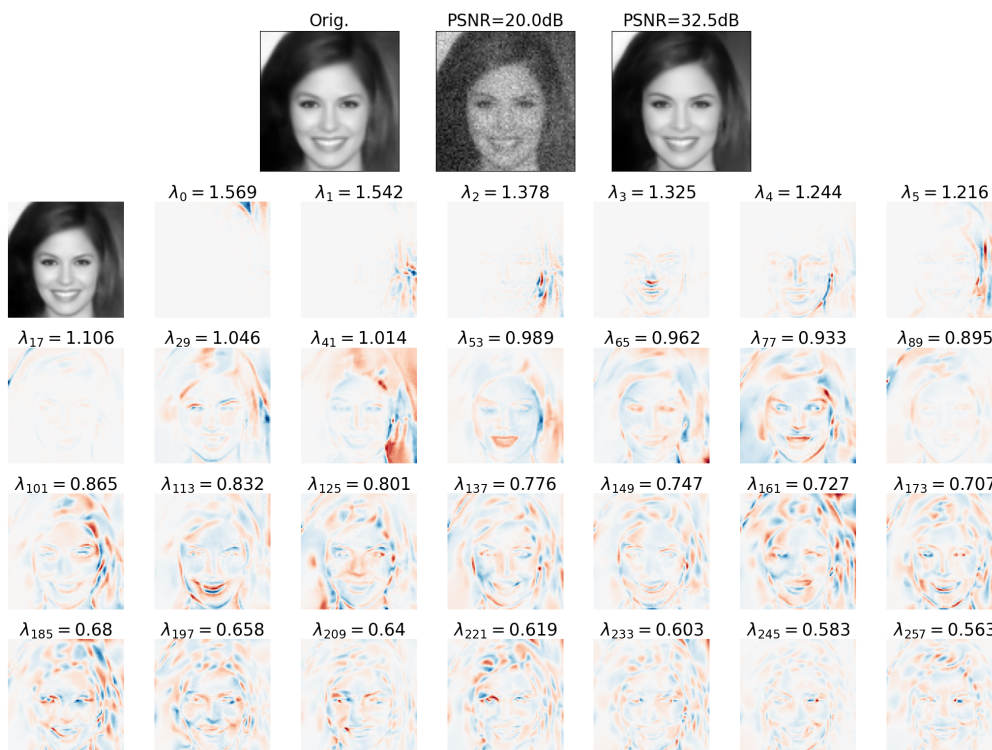 Orig. PSNR=20.0dB PSNR=32.5dB
λ₀ = 1.569 λ₁ = 1.542 λ₂ = 1.378 λ₃ = 1.325 λ₄ = 1.244 λ₅ = 1.216
λ₁₇ = 1.106 λ₂₉ = 1.046 λ₄₁ = 1.014 λ₅₃ = 0.989 λ₆₅ = 0.962 λ₇₇ = 0.933 λ₈₉ = 0.895
λ₁₀₁ = 0.865 λ₁₁₃ = 0.832 λ₁₂₅ = 0.801 λ₁₃₇ = 0.776 λ₁₄₉ = 0.747 λ₁₆₁ = 0.727 λ₁₇₃ = 0.707
λ₁₈₅ = 0.68 λ₁₉₇ = 0.658 λ₂₀₉ = 0.64 λ₂₂₁ = 0.619 λ₂₃₃ = 0.603 λ₂₄₅ = 0.583 λ₂₅₇ = 0.563